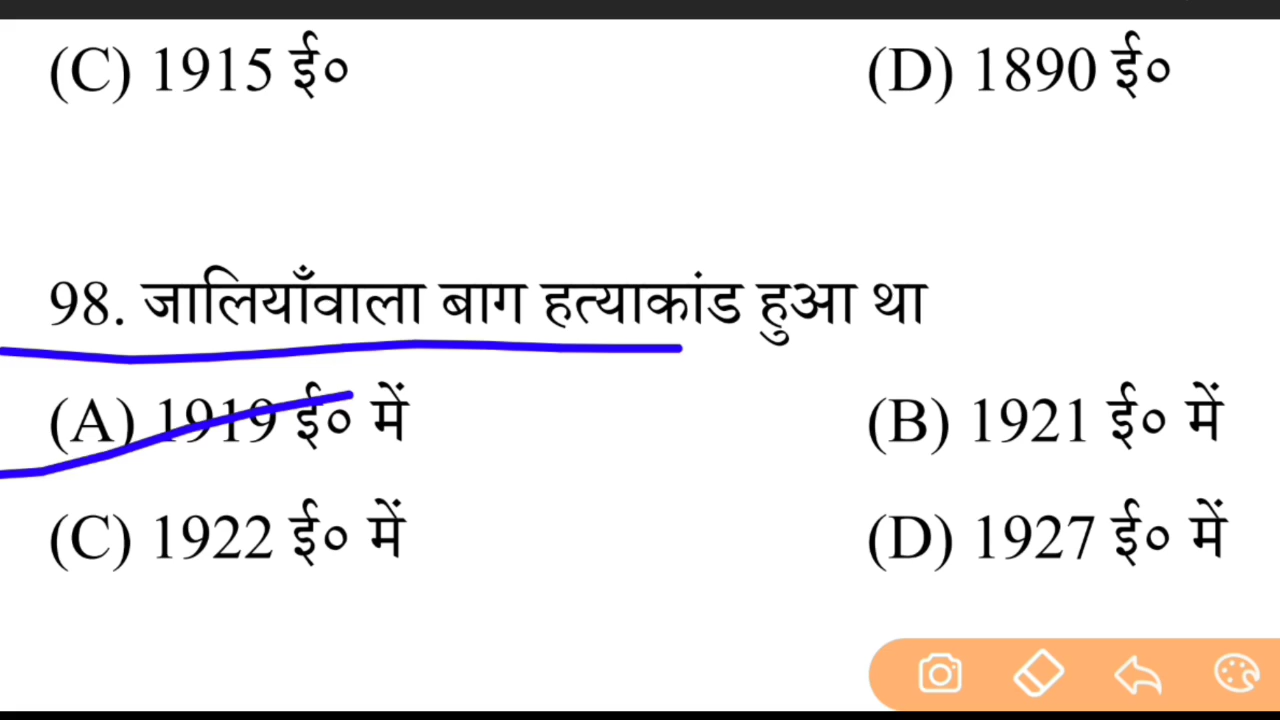 (C) 1915 ई० (D) 1890 ई०
98. जालियाँवाला बाग हत्याकांड हुआ था
(A) 1919 ई० में (B) 1921 ई० में
(C) 1922 ई० में (D) 1927 ई० में